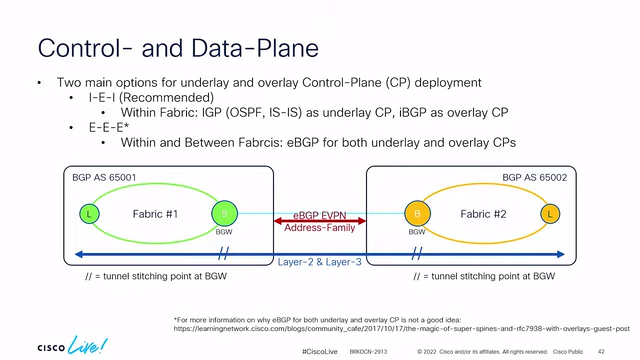 Control- and Data-Plane
• Two main options for underlay and overlay Control-Plane (CP) deployment
• I-E-I (Recommended)
• Within Fabric: IGP (OSPF, IS-IS) as underlay CP, iBGP as overlay CP
• E-E-E*
• Within and Between Fabrcis: eBGP for both underlay and overlay CPs
BGP AS 65001
BGP AS 65002
L
Fabric #1
B
BGW
eBGP EVPN
Address-Family
B
BGW
Fabric #2
L
//
//
Layer-2 & Layer-3
// = tunnel stitching point at BGW
// = tunnel stitching point at BGW
*For more information on why eBGP for both underlay and overlay CP is not a good idea:
https://learningnetwork.cisco.com/blogs/community_cafe/2017/10/17/the-magic-of-super-spines-and-rfc7938-with-overlays-guest-post
CISCO Live!
#CiscoLive
BRKDCN-2913
© 2022 Cisco and/or its affiliates. All rights reserved. Cisco Public
42